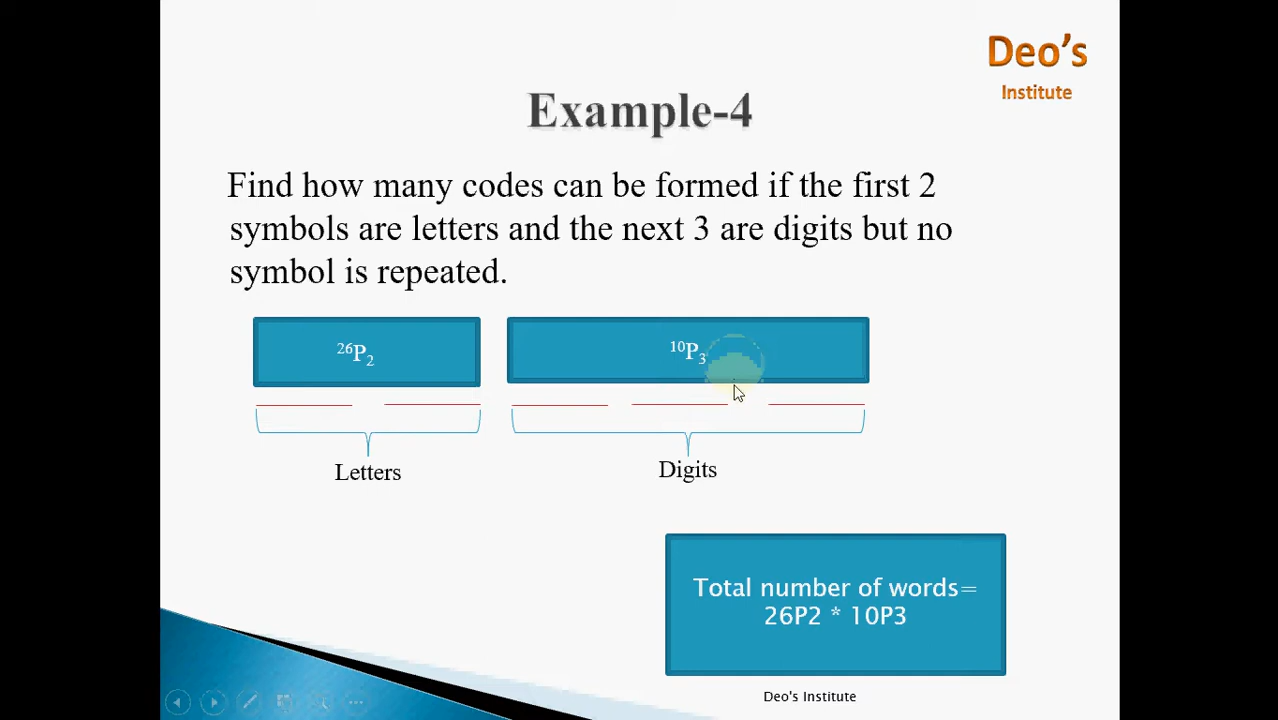 Deo's
Institute
Example-4
Find how many codes can be formed if the first 2
symbols are letters and the next 3 are digits but no
symbol is repeated.
²⁶P₂
¹⁰P₃
Letters
Digits
Total number of words=
26P2 * 10P3
Deo's Institute